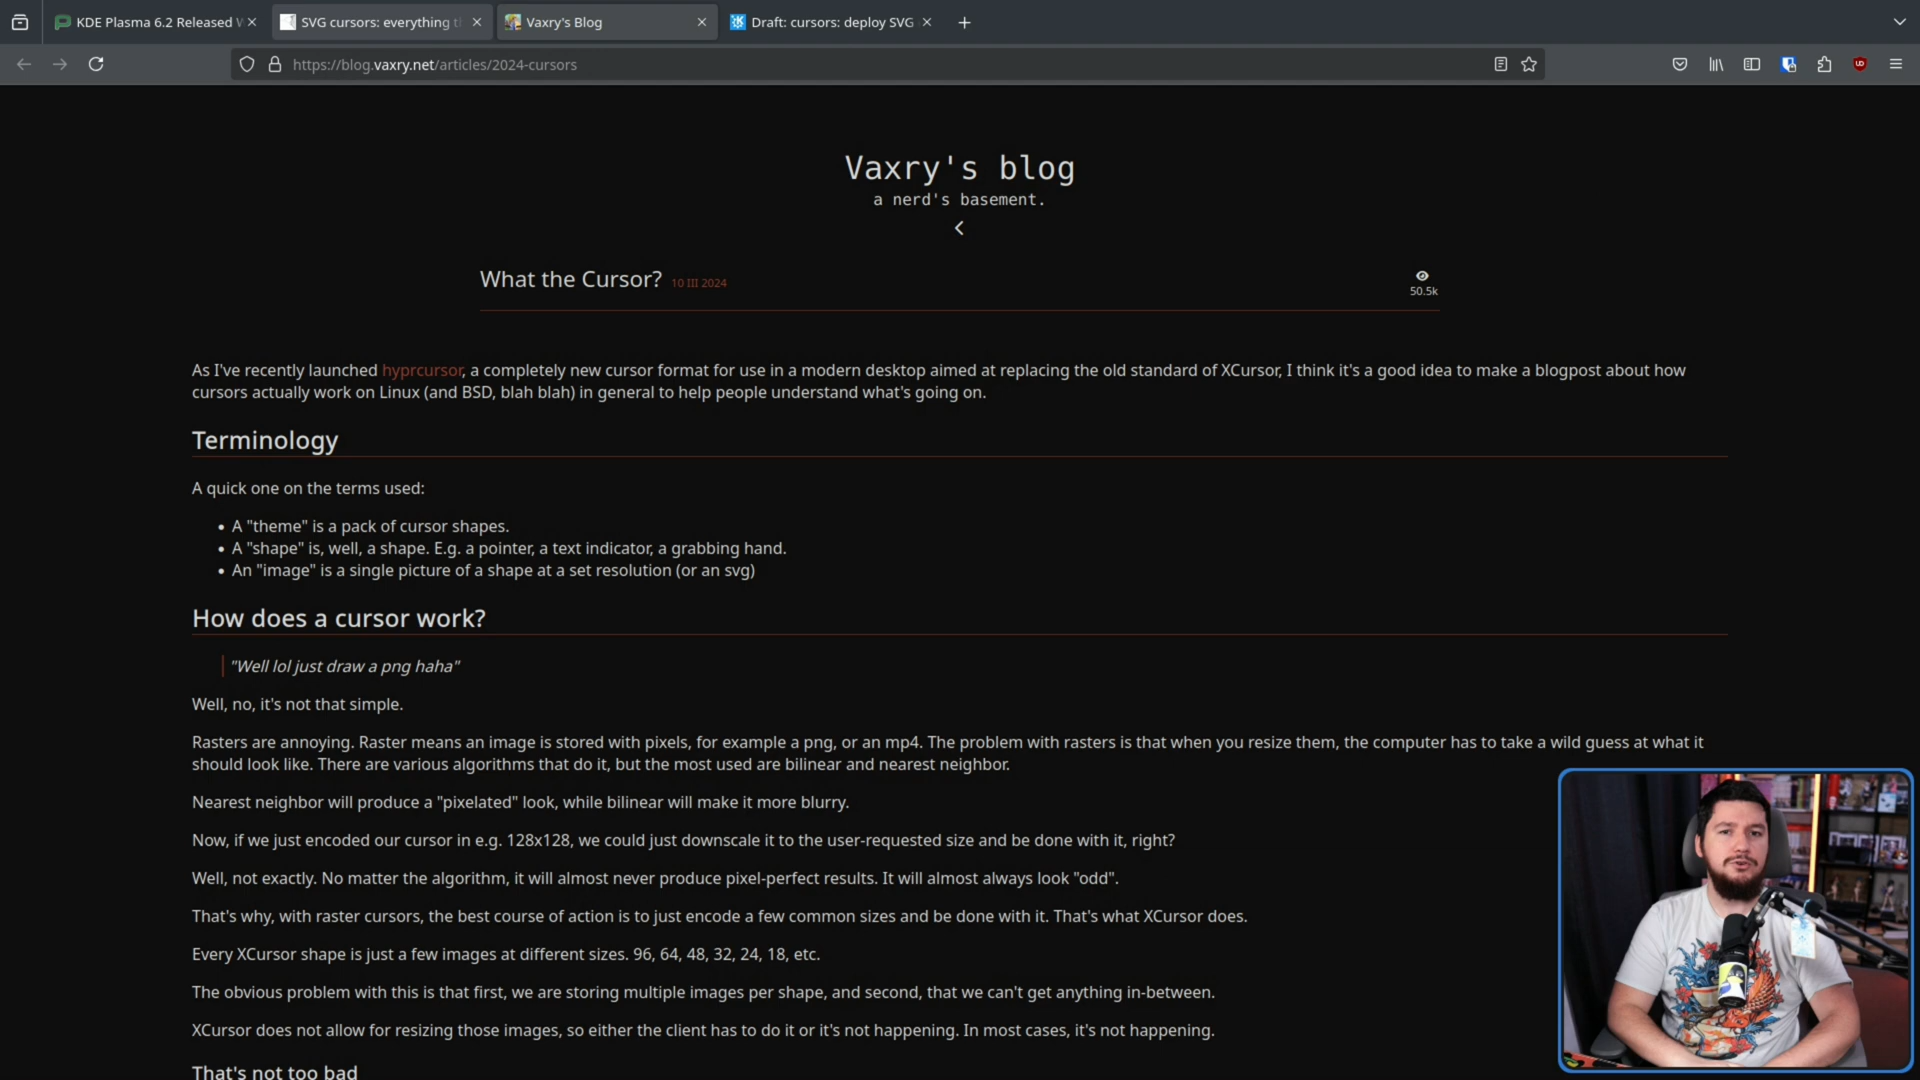 KDE Plasma 6.2 Released W
SVG cursors: everything t
Vaxry's Blog
Draft: cursors: deploy SVG
https://blog.vaxry.net/articles/2024-cursors
Vaxry's blog
a nerd's basement.
What the Cursor? 10 III 2024
50.5k
As I've recently launched hyprcursor, a completely new cursor format for use in a modern desktop aimed at replacing the old standard of XCursor, I think it's a good idea to make a blogpost about how
cursors actually work on Linux (and BSD, blah blah) in general to help people understand what's going on.
Terminology
A quick one on the terms used:
• A "theme" is a pack of cursor shapes.
• A "shape" is, well, a shape. E.g. a pointer, a text indicator, a grabbing hand.
• An "image" is a single picture of a shape at a set resolution (or an svg)
How does a cursor work?
"Well lol just draw a png haha"
Well, no, it's not that simple.
Rasters are annoying. Raster means an image is stored with pixels, for example a png, or an mp4. The problem with rasters is that when you resize them, the computer has to take a wild guess at what it
should look like. There are various algorithms that do it, but the most used are bilinear and nearest neighbor.
Nearest neighbor will produce a "pixelated" look, while bilinear will make it more blurry.
Now, if we just encoded our cursor in e.g. 128x128, we could just downscale it to the user-requested size and be done with it, right?
Well, not exactly. No matter the algorithm, it will almost never produce pixel-perfect results. It will almost always look "odd".
That's why, with raster cursors, the best course of action is to just encode a few common sizes and be done with it. That's what XCursor does.
Every XCursor shape is just a few images at different sizes. 96, 64, 48, 32, 24, 18, etc.
The obvious problem with this is that first, we are storing multiple images per shape, and second, that we can't get anything in-between.
XCursor does not allow for resizing those images, so either the client has to do it or it's not happening. In most cases, it's not happening.
That's not too bad